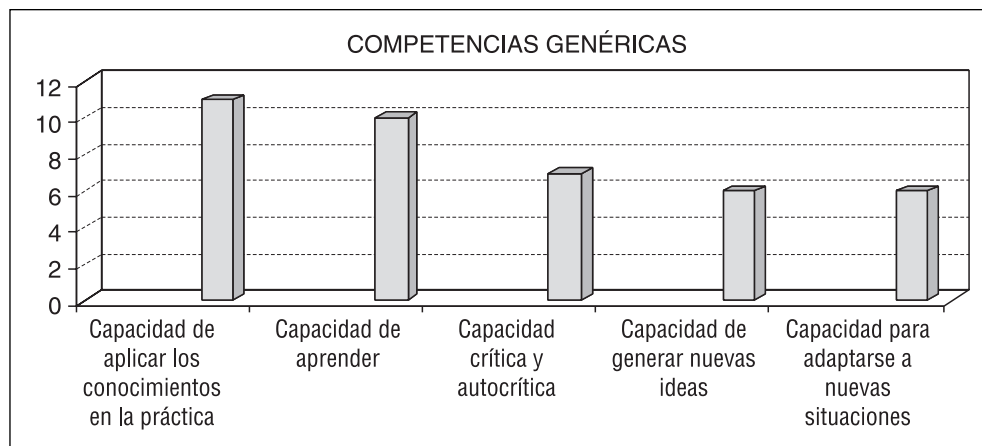 COMPETENCIAS GENÉRICAS
12
10
8
6
4
2
0
Capacidad de
aplicar los
conocimientos
en la práctica
Capacidad de
aprender
Capacidad
crítica y
autocrítica
Capacidad de
generar nuevas
ideas
Capacidad para
adaptarse a
nuevas
situaciones